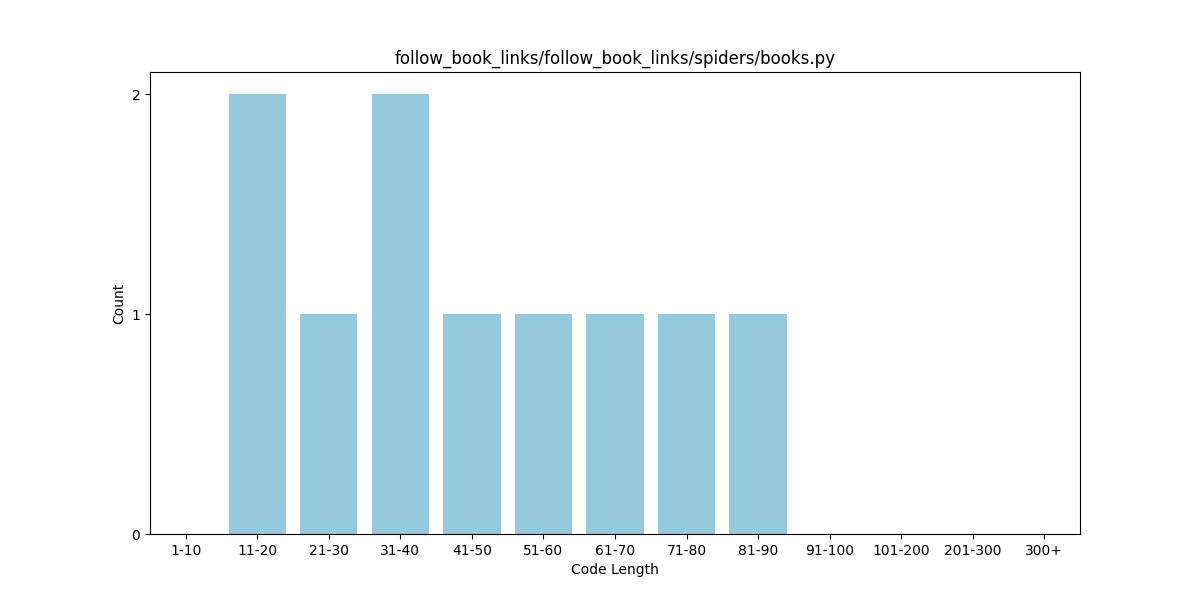 follow_book_links/follow_book_links/spiders/books.py
2
1
0
Count
1-10 11-20 21-30 31-40 41-50 51-60 61-70 71-80 81-90 91-100 101-200 201-300 300+
Code Length